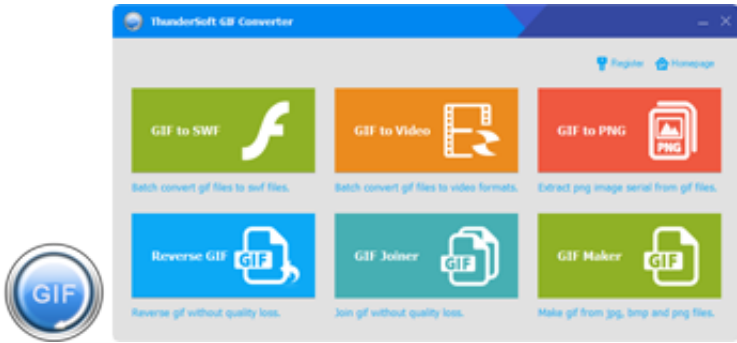 ThunderSoft GIF Converter
Register Homepage
GIF to SWF
GIF to Video
GIF to PNG
PNG
Batch convert gif files to swf files.
Batch convert gif files to video formats.
Extract png image serial from gif files.
Reverse GIF
GIF
GIF Joiner
GIF
GIF Maker
GIF
Reverse gif without quality loss.
Join gif without quality loss.
Make gif from jpg, bmp and png files.
GIF